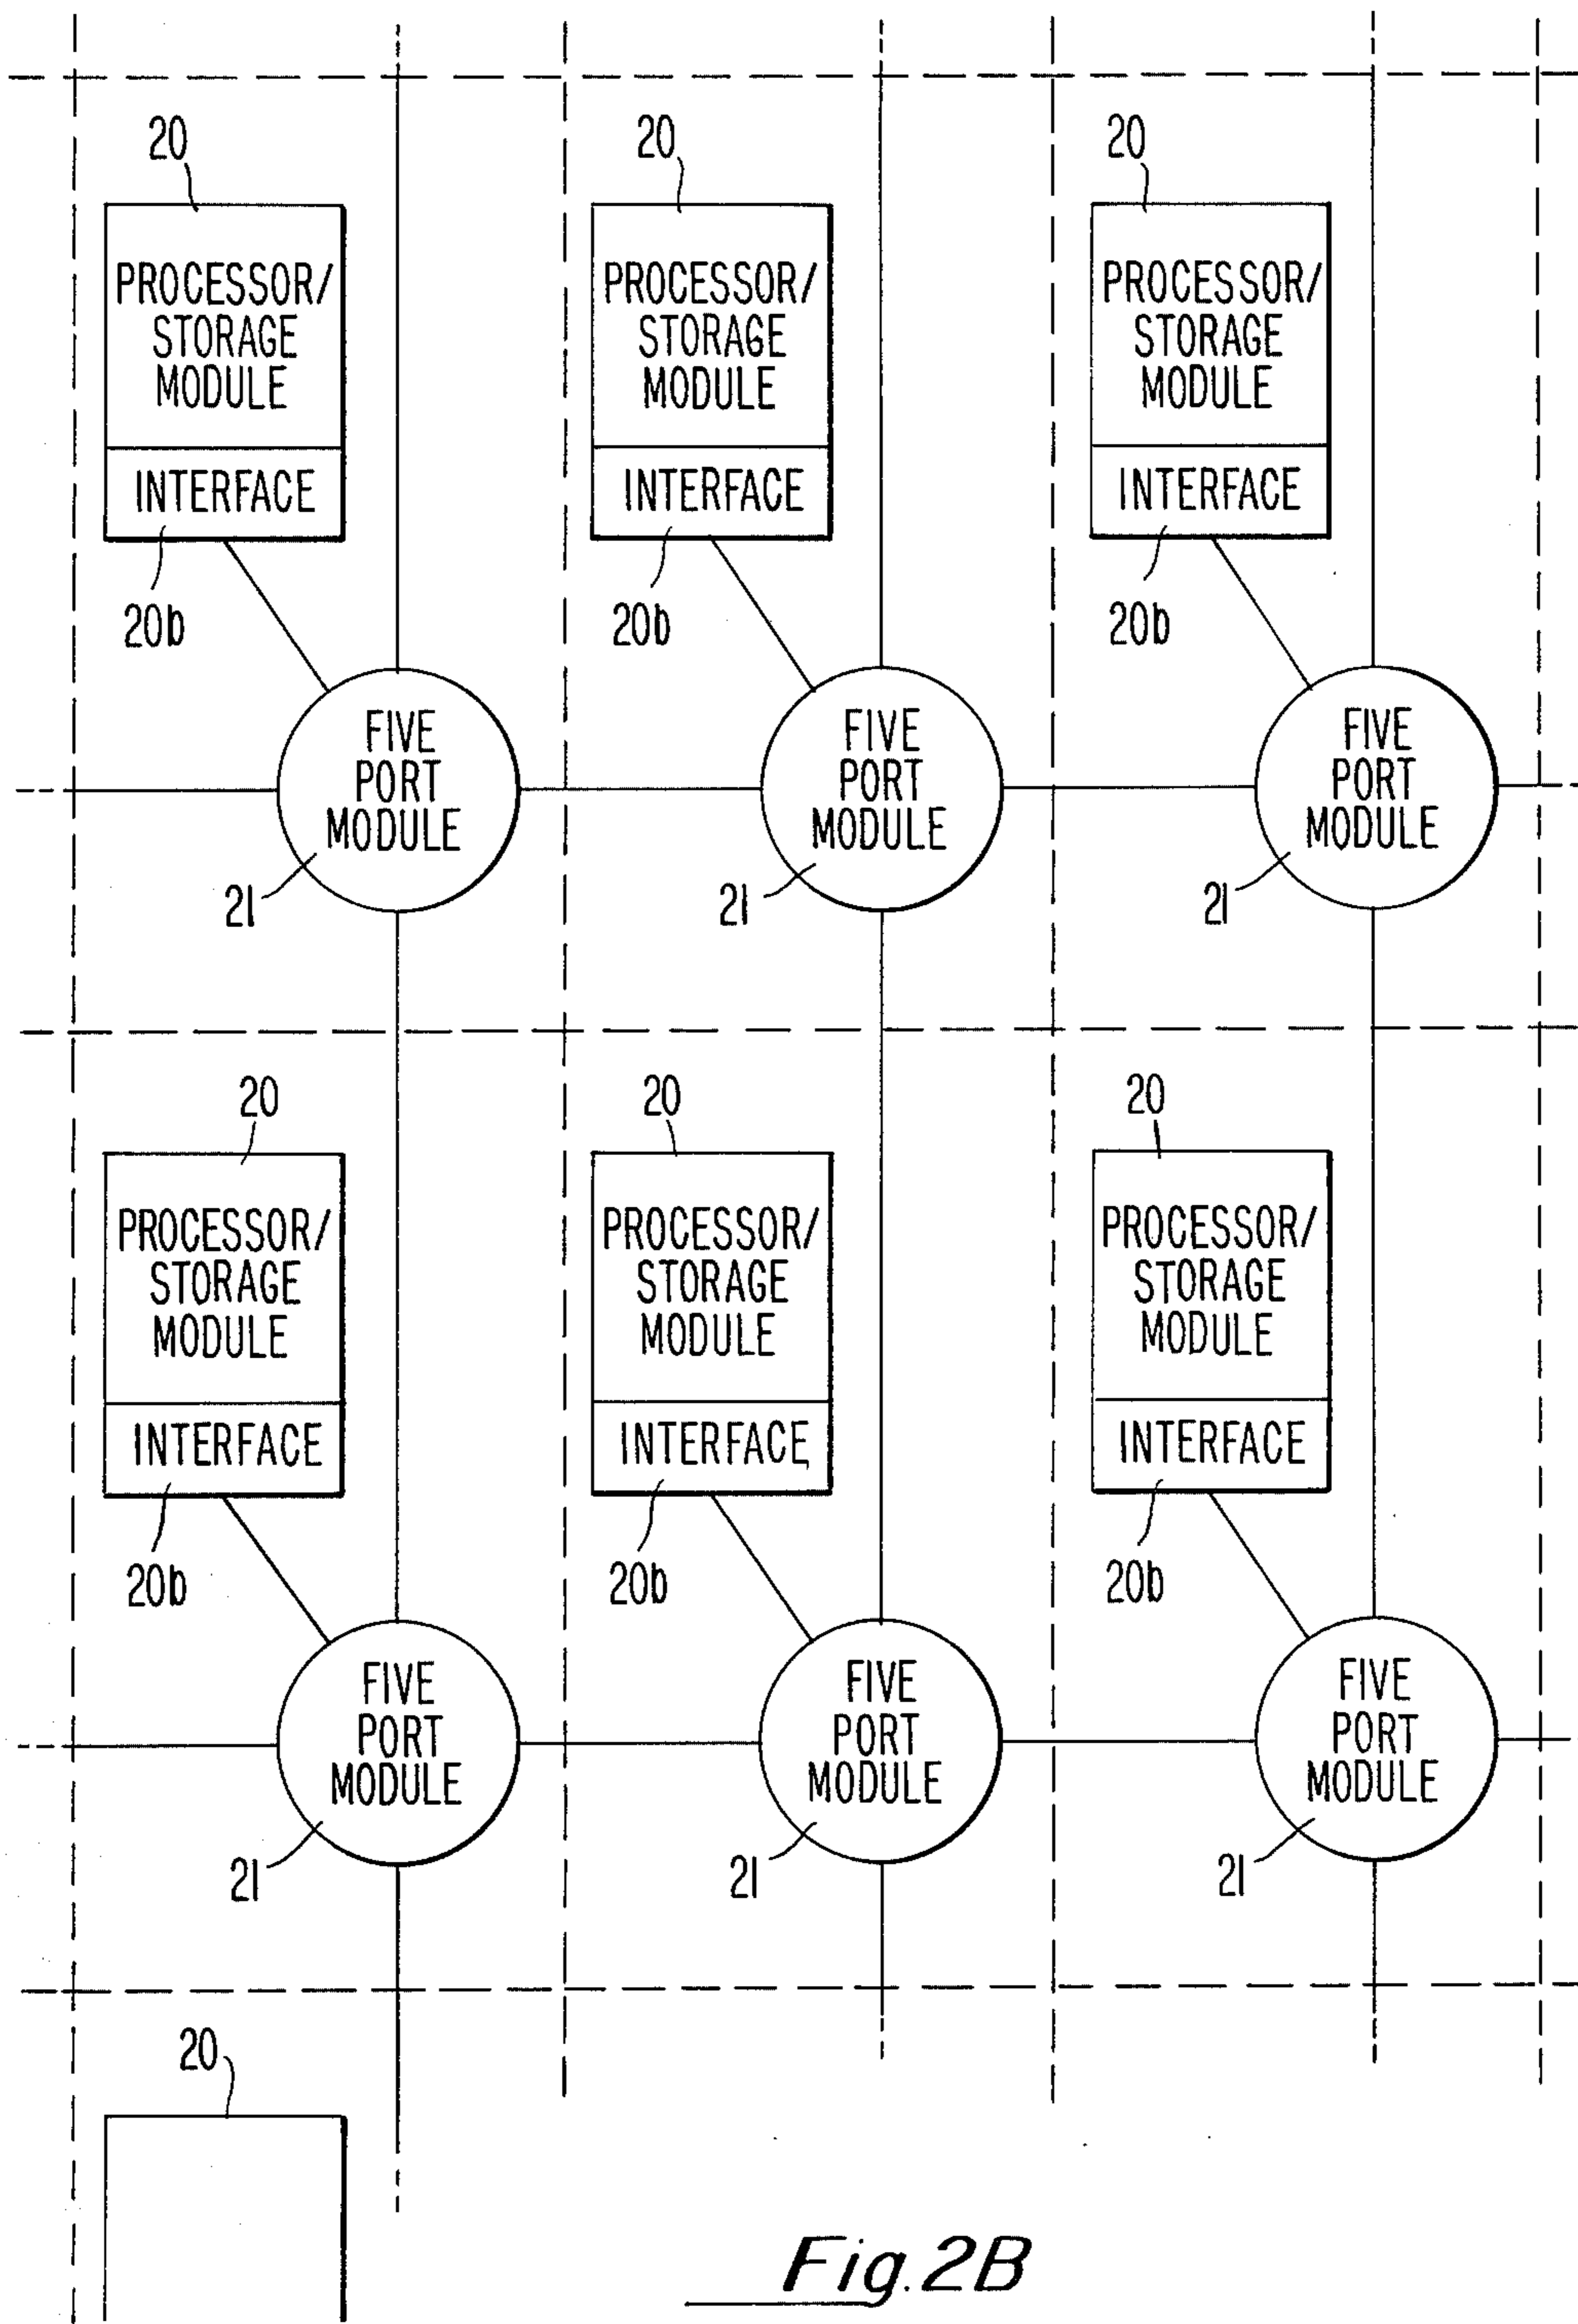 20
20
20
PROCESSOR/
STORAGE
MODULE
INTERFACE
PROCESSOR/
STORAGE
MODULE
INTERFACE
PROCESSOR/
STORAGE
MODULE
INTERFACE
20b
20b
20b
FIVE
PORT
MODULE
FIVE
PORT
MODULE
FIVE
PORT
MODULE
21
21
21
20
20
20
PROCESSOR/
STORAGE
MODULE
INTERFACE
PROCESSOR/
STORAGE
MODULE
INTERFACE
PROCESSOR/
STORAGE
MODULE
INTERFACE
20b
20b
20b
FIVE
PORT
MODULE
FIVE
PORT
MODULE
FIVE
PORT
MODULE
21
21
21
20
Fig.2B